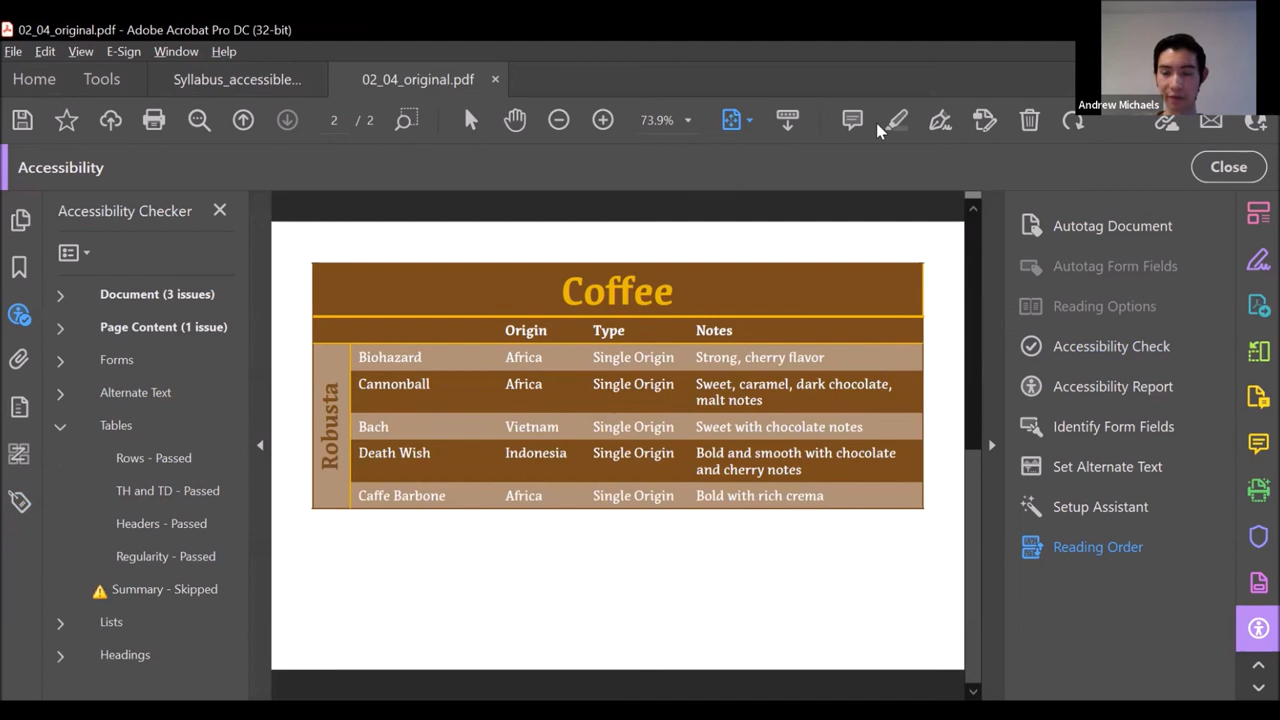 02_04_original.pdf - Adobe Acrobat Pro DC (32-bit)
File Edit View E-Sign Window Help
Home Tools Syllabus_accessible... 02_04_original.pdf ×
2 / 2 73.9%
Andrew Michaels
Accessibility Close
Accessibility Checker
Document (3 issues)
Page Content (1 issue)
Forms
Alternate Text
Tables
Rows - Passed
TH and TD - Passed
Headers - Passed
Regularity - Passed
Summary - Skipped
Lists
Headings
Coffee
Origin Type Notes
Robusta
Biohazard Africa Single Origin Strong, cherry flavor
Cannonball Africa Single Origin Sweet, caramel, dark chocolate,
malt notes
Bach Vietnam Single Origin Sweet with chocolate notes
Death Wish Indonesia Single Origin Bold and smooth with chocolate
and cherry notes
Caffe Barbone Africa Single Origin Bold with rich crema
Autotag Document
Autotag Form Fields
Reading Options
Accessibility Check
Accessibility Report
Identify Form Fields
Set Alternate Text
Setup Assistant
Reading Order